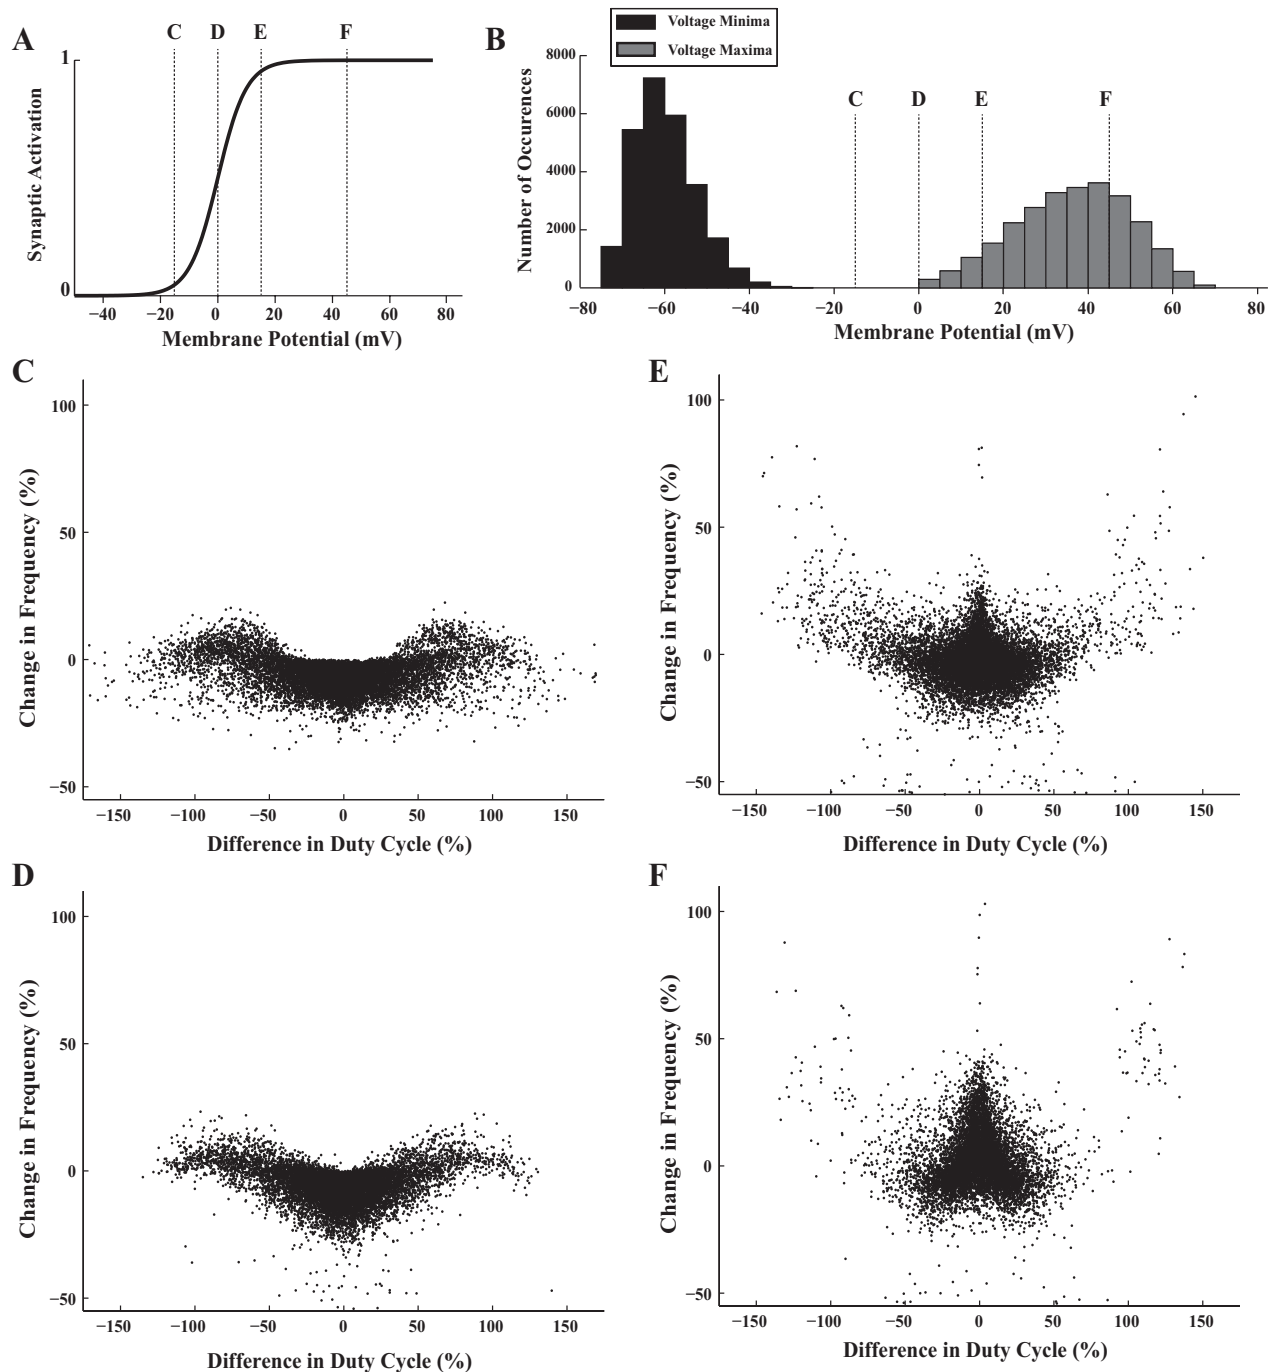 A
C D E F
1
0
Synaptic Activation
−40 −20 0 20 40 60 80
Membrane Potential (mV)
B
Voltage Minima
Voltage Maxima
8000
6000
4000
2000
0
Number of Occurences
C D E F
−80 −60 −40 −20 0 20 40 60 80
Membrane Potential (mV)
C
100
50
0
−50
Change in Frequency (%)
−150 −100 −50 0 50 100 150
Difference in Duty Cycle (%)
E
100
50
0
−50
Change in Frequency (%)
−150 −100 −50 0 50 100 150
Difference in Duty Cycle (%)
D
100
50
0
−50
Change in Frequency (%)
−150 −100 −50 0 50 100 150
Difference in Duty Cycle (%)
F
100
50
0
−50
Change in Frequency (%)
−150 −100 −50 0 50 100 150
Difference in Duty Cycle (%)